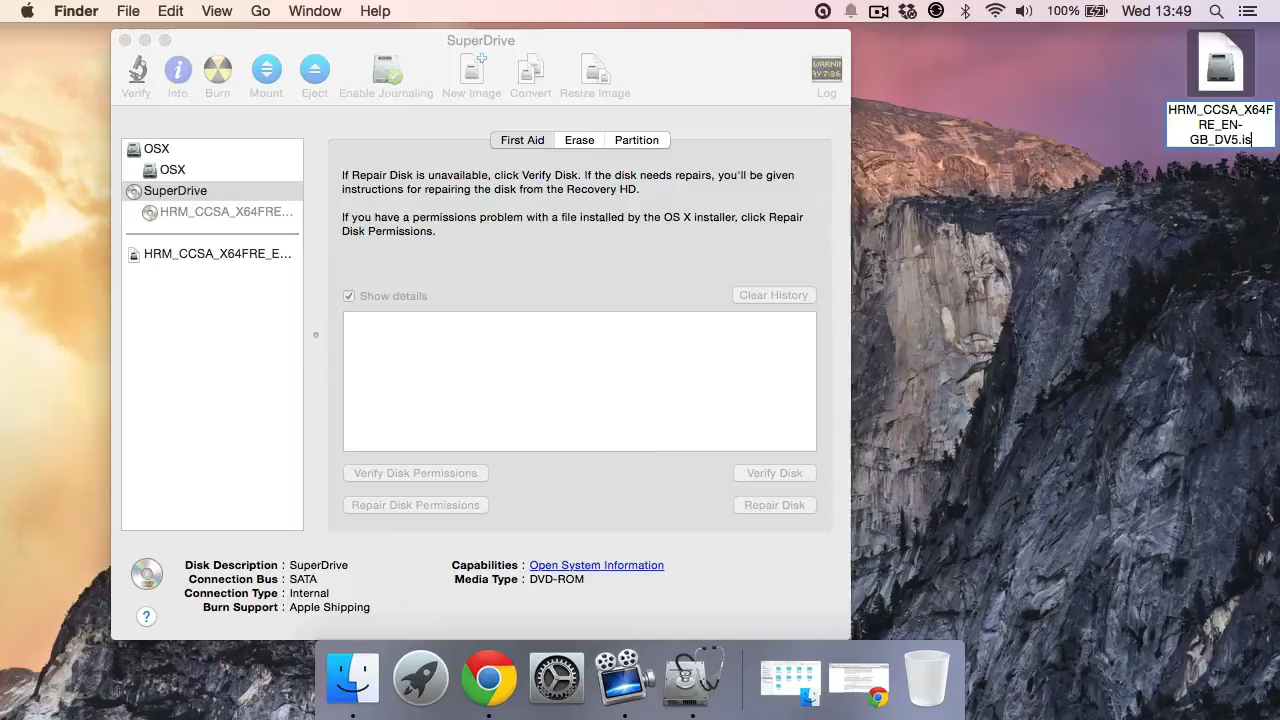 Finder File Edit View Go Window Help 100% Wed 13:49
SuperDrive
Verify Info Burn Mount Eject Enable Journaling New Image Convert Resize Image Log
WARNIN
RY 7:36
HRM_CCSA_X64F
RE_EN-
GB_DV5.is
OSX
OSX
SuperDrive
HRM_CCSA_X64FRE...
HRM_CCSA_X64FRE_E...
First Aid Erase Partition
If Repair Disk is unavailable, click Verify Disk. If the disk needs repairs, you'll be given
instructions for repairing the disk from the Recovery HD.
If you have a permissions problem with a file installed by the OS X installer, click Repair
Disk Permissions.
Show details Clear History
Verify Disk Permissions Verify Disk
Repair Disk Permissions Repair Disk
Disk Description : SuperDrive
Connection Bus : SATA
Connection Type : Internal
Burn Support : Apple Shipping
Capabilities : Open System Information
Media Type : DVD-ROM
?